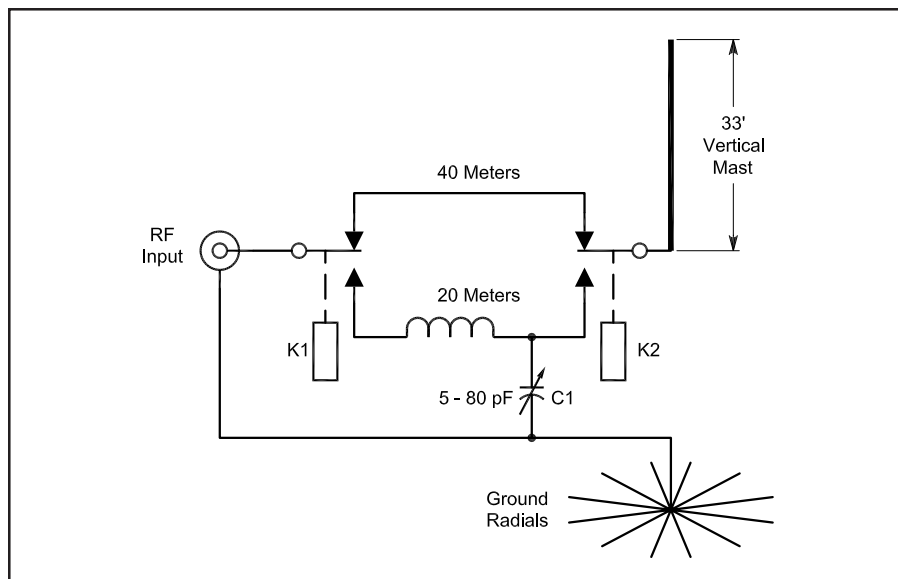 33'
Vertical
Mast
40 Meters
RF
Input
20 Meters
K1
K2
5 - 80 pF
C1
Ground
Radials